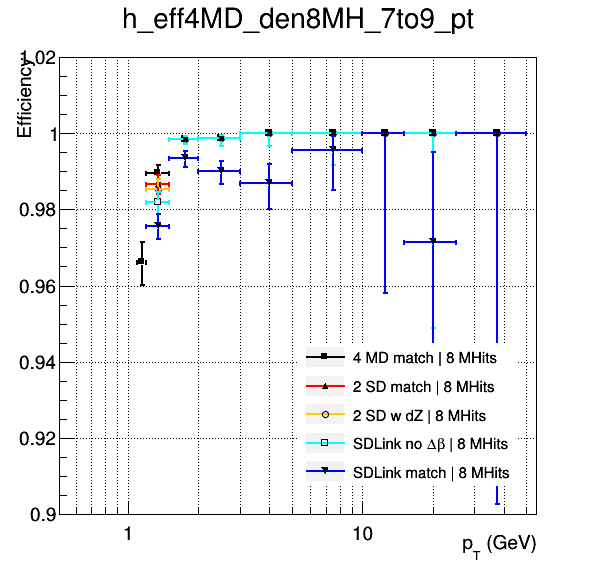 h_eff4MD_den8MH_7to9_pt
Efficiency
1.02
1
0.98
0.96
0.94
0.92
0.9
4 MD match | 8 MHits
2 SD match | 8 MHits
2 SD w dZ | 8 MHits
SDLink no Δβ | 8 MHits
SDLink match | 8 MHits
1
10
p_T (GeV)